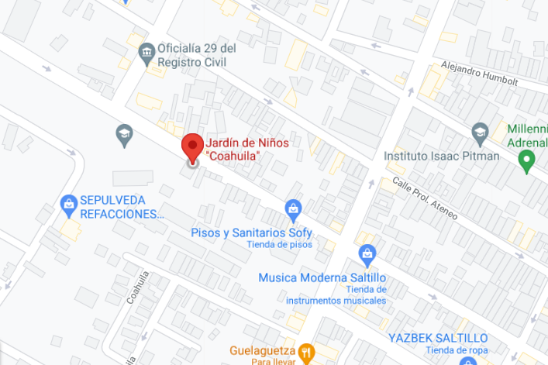 Oficialía 29 del
Registro Civil
Alejandro Humbolt
Jardín de Niños
"Coahuila"
Millenni
Adrenal
Instituto Isaac Pitman
Calle Prol. Ateneo
SEPULVEDA
REFACCIONES...
Pisos y Sanitarios Sofy
Tienda de pisos
Coahuila
Musica Moderna Saltillo
Tienda de
instrumentos musicales
YAZBEK SALTILLO
Tienda de ropa
Guelaguetza
Para llevar
Coahuila